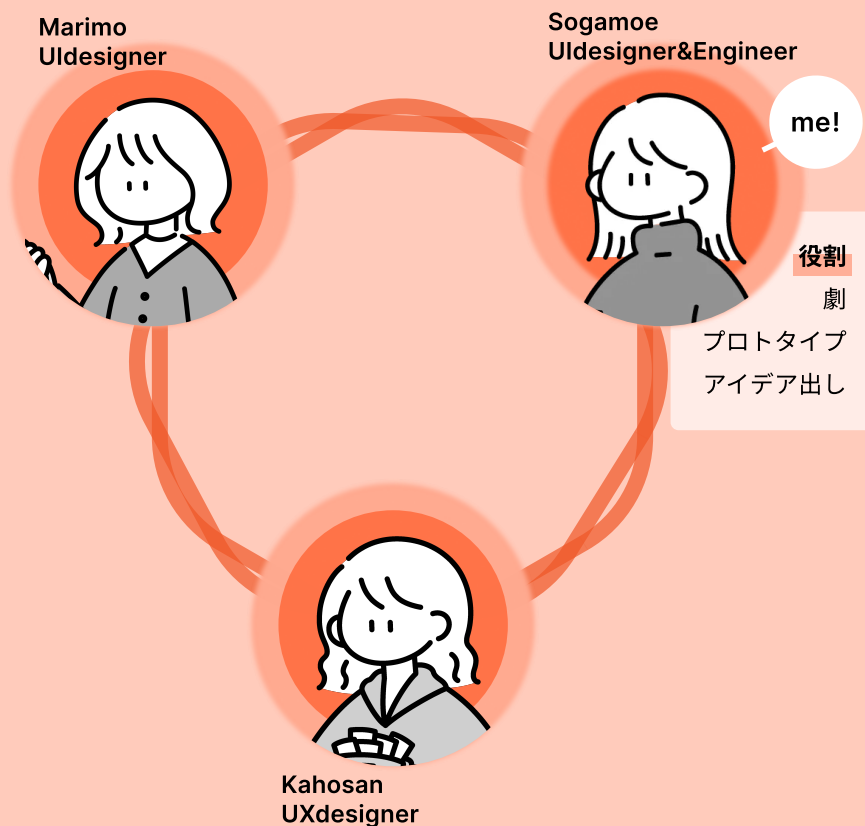 Marimo
UIdesigner
Sogamoe
UIdesigner&Engineer
me!
役割
劇
プロトタイプ
アイデア出し
Kahosan
UXdesigner